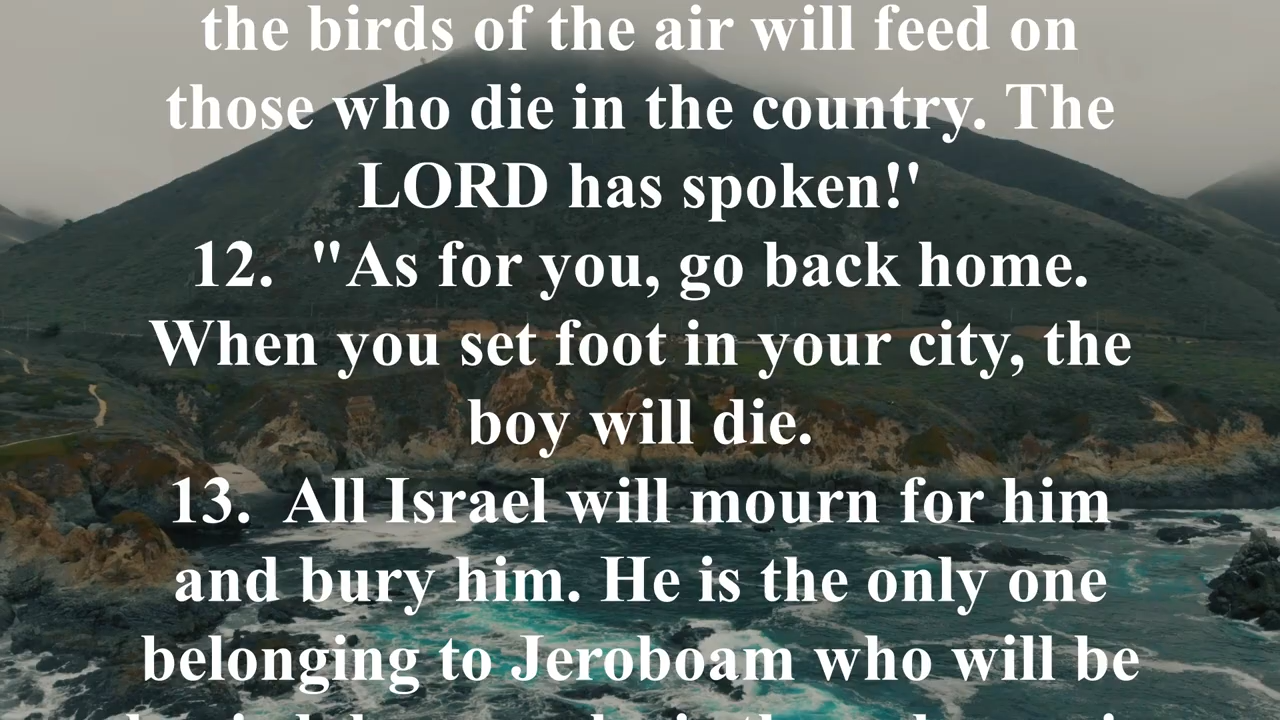 the birds of the air will feed on
those who die in the country. The
LORD has spoken!'
12.  "As for you, go back home.
When you set foot in your city, the
boy will die.
13.  All Israel will mourn for him
and bury him. He is the only one
belonging to Jeroboam who will be